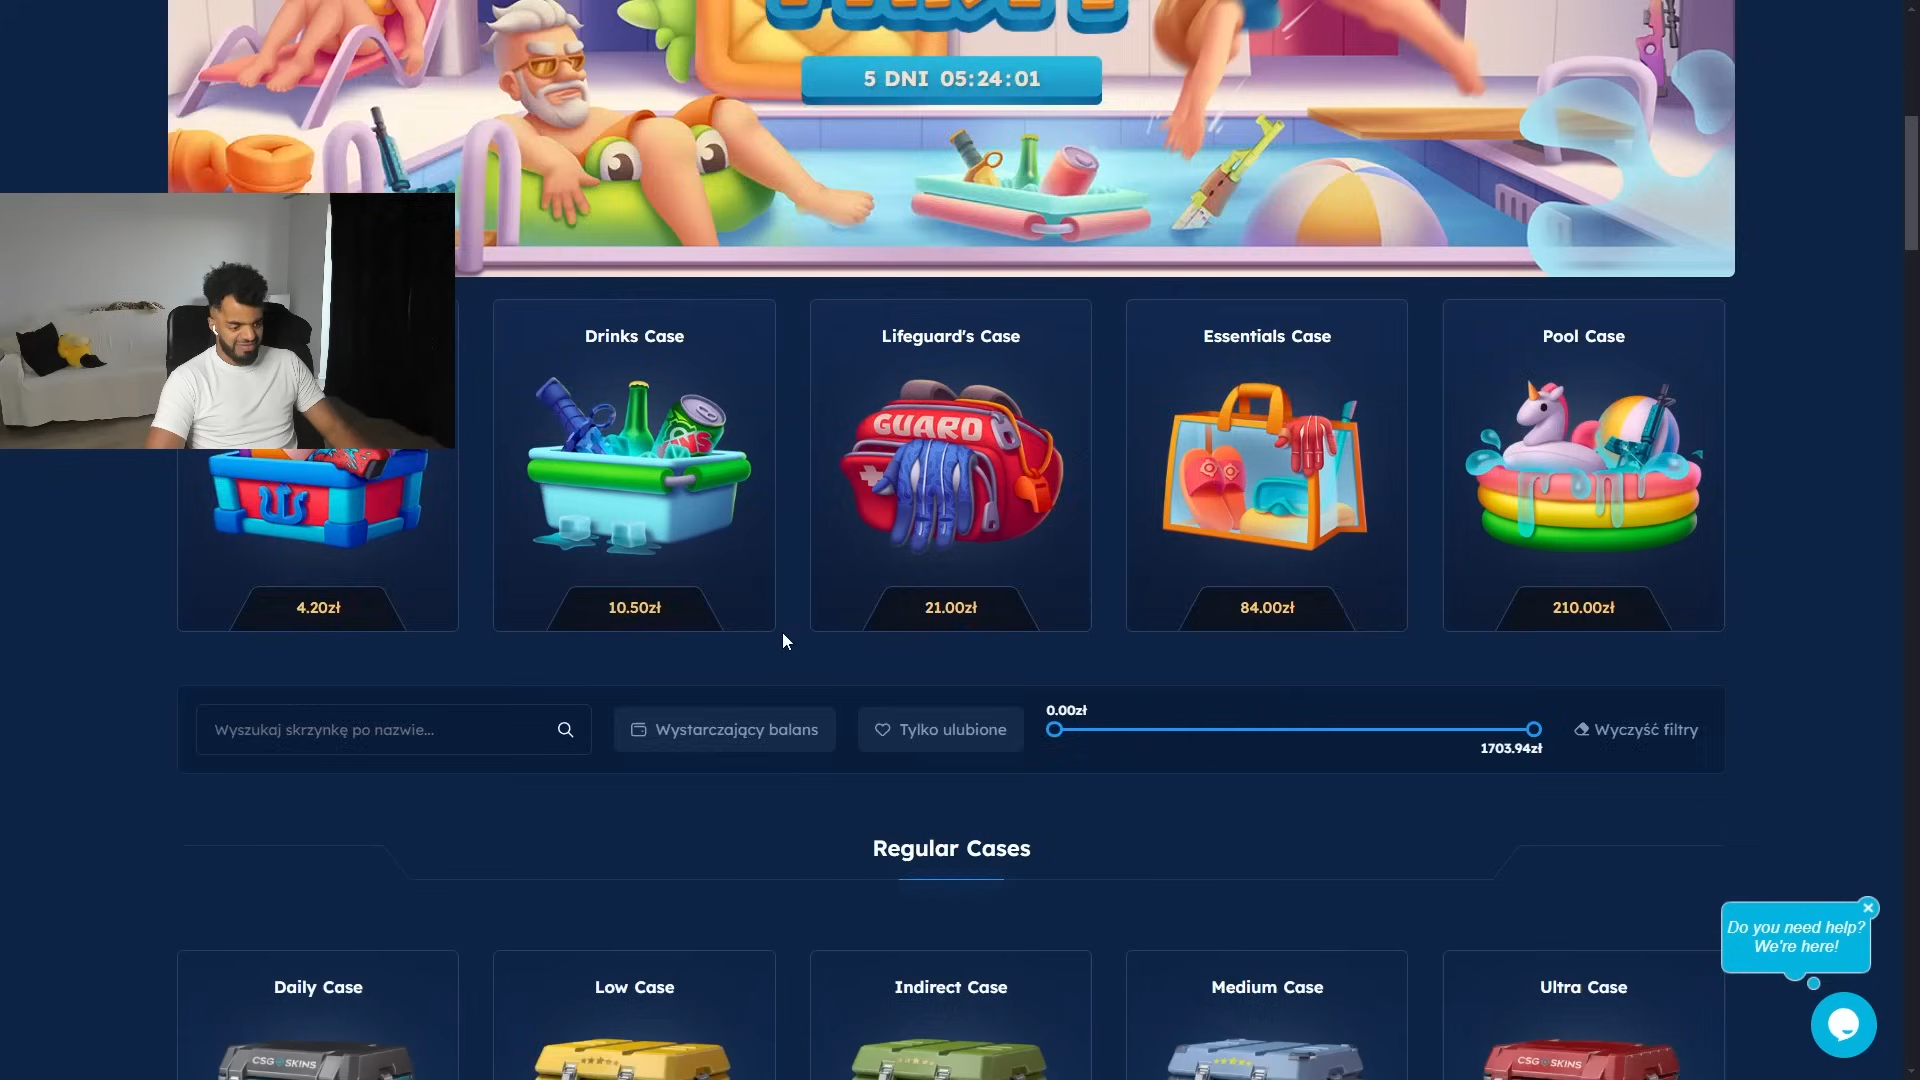 5 DNI 05:24:01
Drinks Case
Lifeguard's Case
Essentials Case
Pool Case
GUARD
4.20zł
10.50zł
21.00zł
84.00zł
210.00zł
Wyszukaj skrzynkę po nazwie...
Wystarczający balans
Tylko ulubione
0.00zł
1703.94zł
Wyczyść filtry
Regular Cases
Do you need help?
We're here!
Daily Case
Low Case
Indirect Case
Medium Case
Ultra Case
CSG SKINS
CSG SKINS